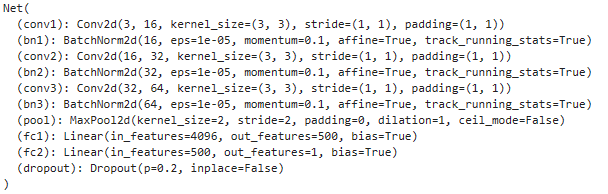 Net(
  (conv1): Conv2d(3, 16, kernel_size=(3, 3), stride=(1, 1), padding=(1, 1))
  (bn1): BatchNorm2d(16, eps=1e-05, momentum=0.1, affine=True, track_running_stats=True)
  (conv2): Conv2d(16, 32, kernel_size=(3, 3), stride=(1, 1), padding=(1, 1))
  (bn2): BatchNorm2d(32, eps=1e-05, momentum=0.1, affine=True, track_running_stats=True)
  (conv3): Conv2d(32, 64, kernel_size=(3, 3), stride=(1, 1), padding=(1, 1))
  (bn3): BatchNorm2d(64, eps=1e-05, momentum=0.1, affine=True, track_running_stats=True)
  (pool): MaxPool2d(kernel_size=2, stride=2, padding=0, dilation=1, ceil_mode=False)
  (fc1): Linear(in_features=4096, out_features=500, bias=True)
  (fc2): Linear(in_features=500, out_features=1, bias=True)
  (dropout): Dropout(p=0.2, inplace=False)
)